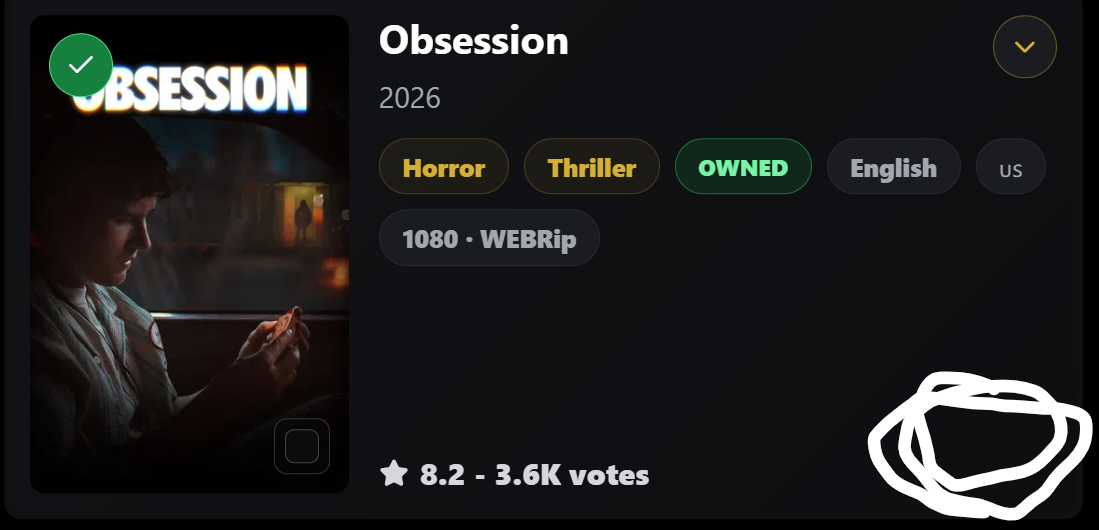 OBSESSION
Obsession
2026
Horror Thriller OWNED English us
1080 · WEBRip
8.2 - 3.6K votes